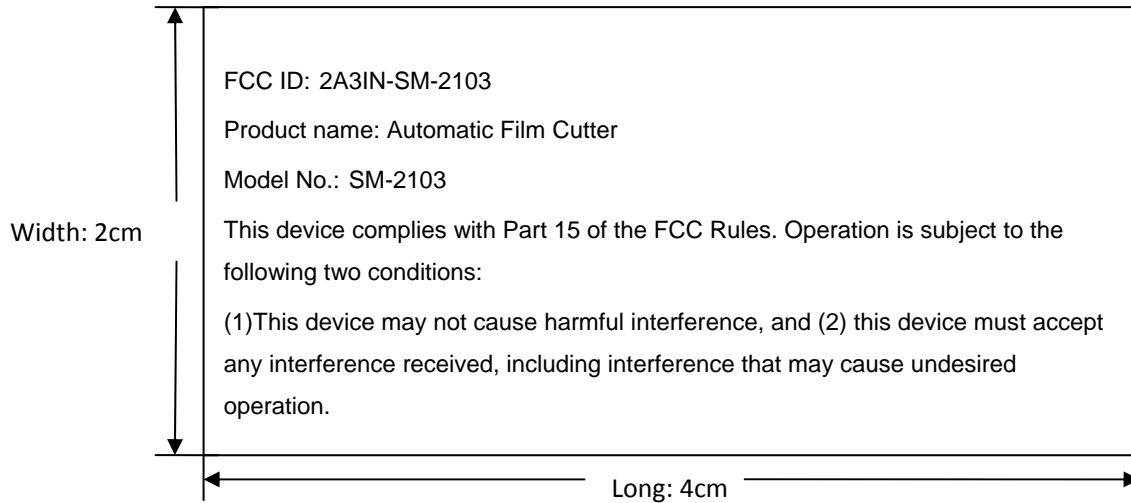 FCC ID: 2A3IN-SM-2103
Product name: Automatic Film Cutter
Model No.: SM-2103
Width: 2cm
This device complies with Part 15 of the FCC Rules. Operation is subject to the
following two conditions:
(1)This device may not cause harmful interference, and (2) this device must accept
any interference received, including interference that may cause undesired
operation.
Long: 4cm